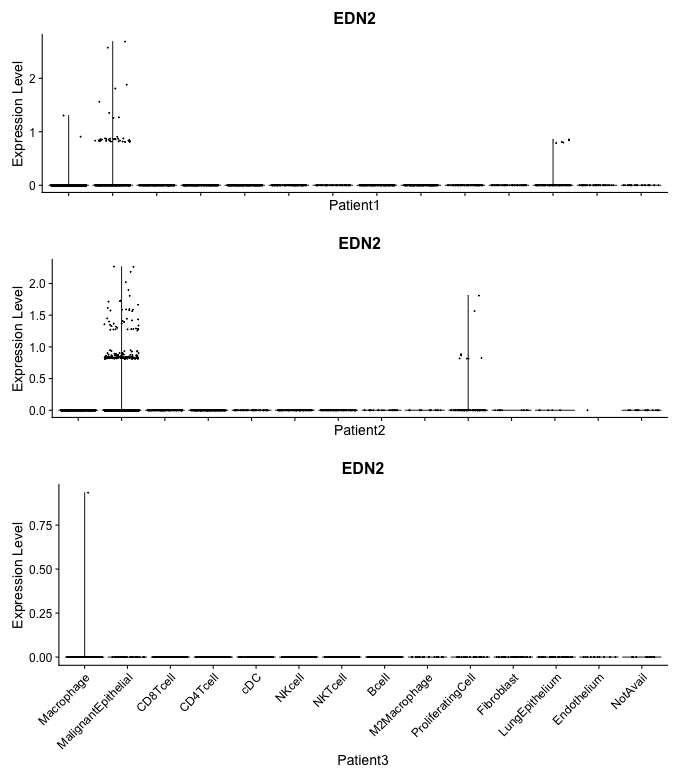 EDN2
Expression Level
2
1
0
Patient1
EDN2
Expression Level
2.0
1.5
1.0
0.5
0.0
Patient2
EDN2
Expression Level
0.75
0.50
0.25
0.00
Macrophage
MalignantEpithelial
CD8Tcell
CD4Tcell
cDC
NKcell
NKTcell
Bcell
M2Macrophage
ProliferatingCell
Fibroblast
LungEpithelium
Endothelium
NotAvail
Patient3